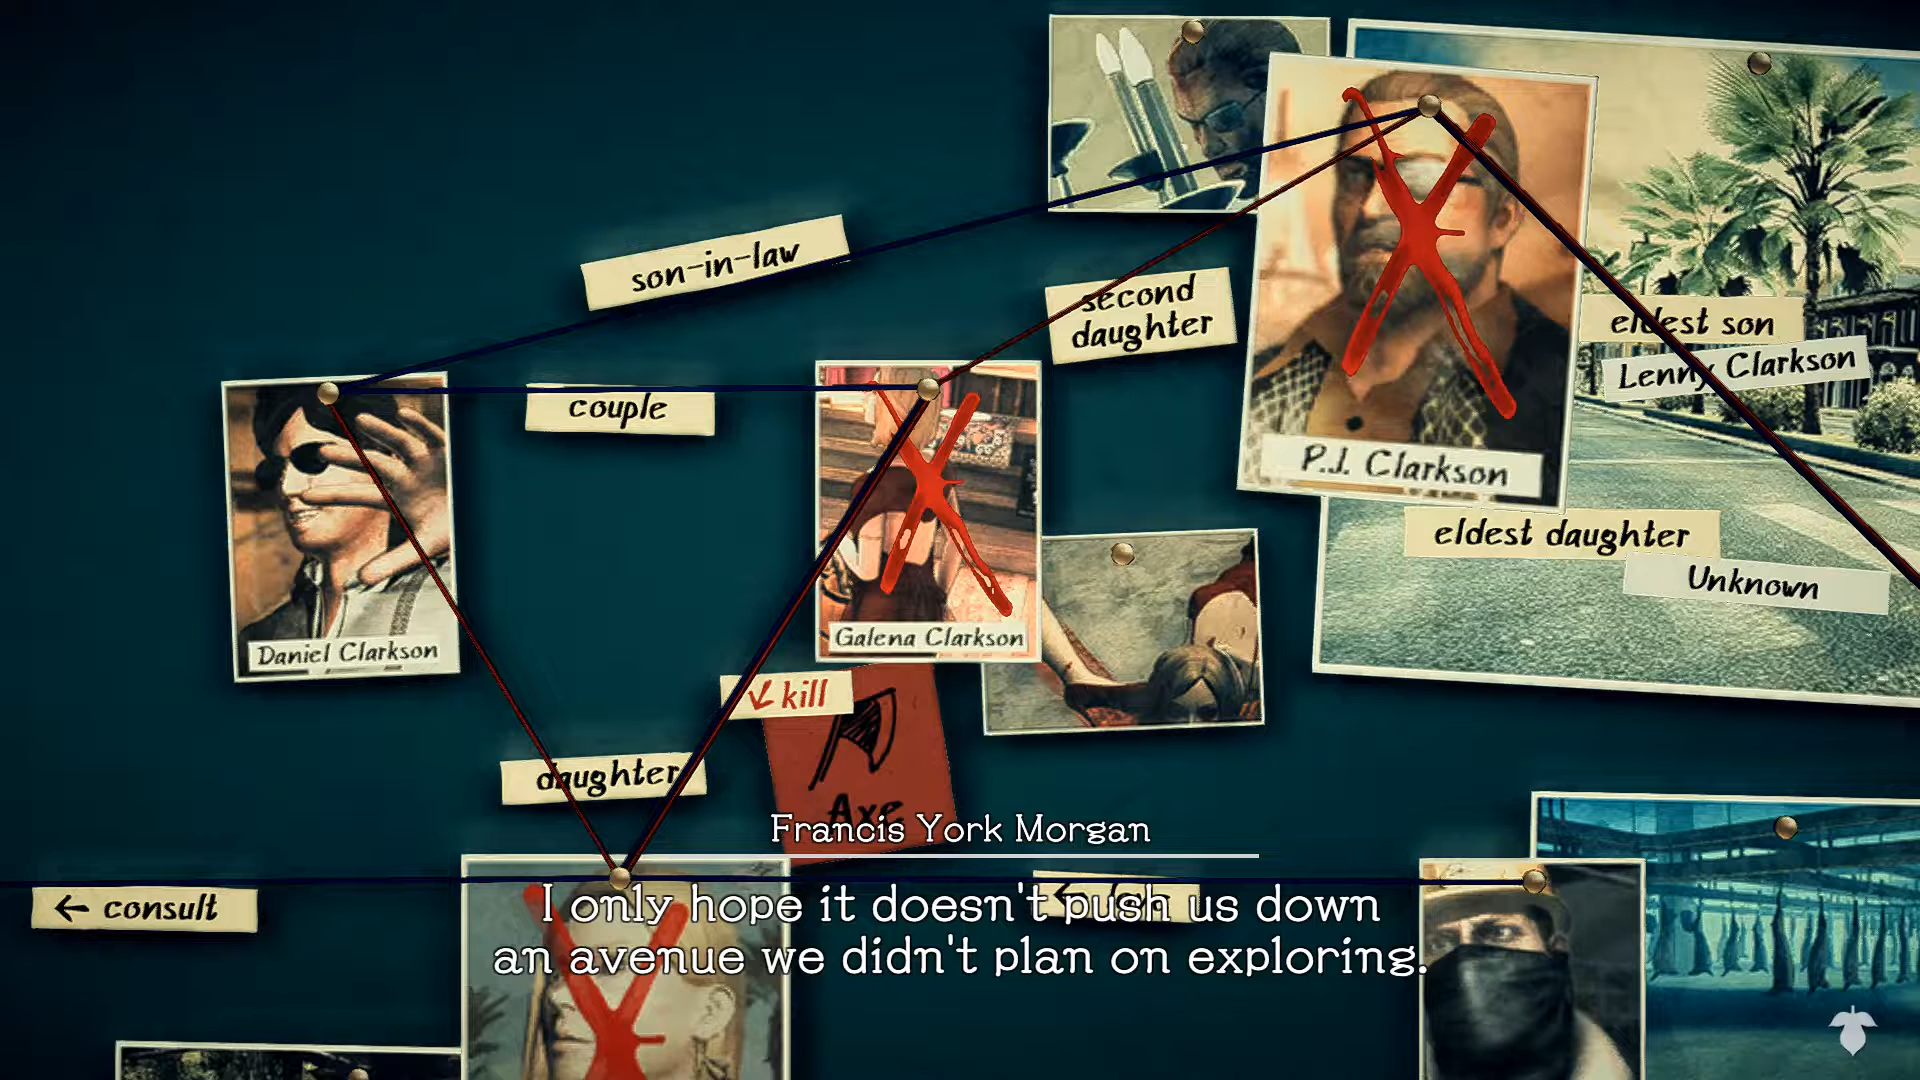 son-in-law
second
daughter
eldest son
Lenny Clarkson
couple
P.J. Clarkson
eldest daughter
Unknown
Daniel Clarkson
Galena Clarkson
kill
daughter
Axe
Francis York Morgan
← consult
I only hope it doesn't push us down
an avenue we didn't plan on exploring.